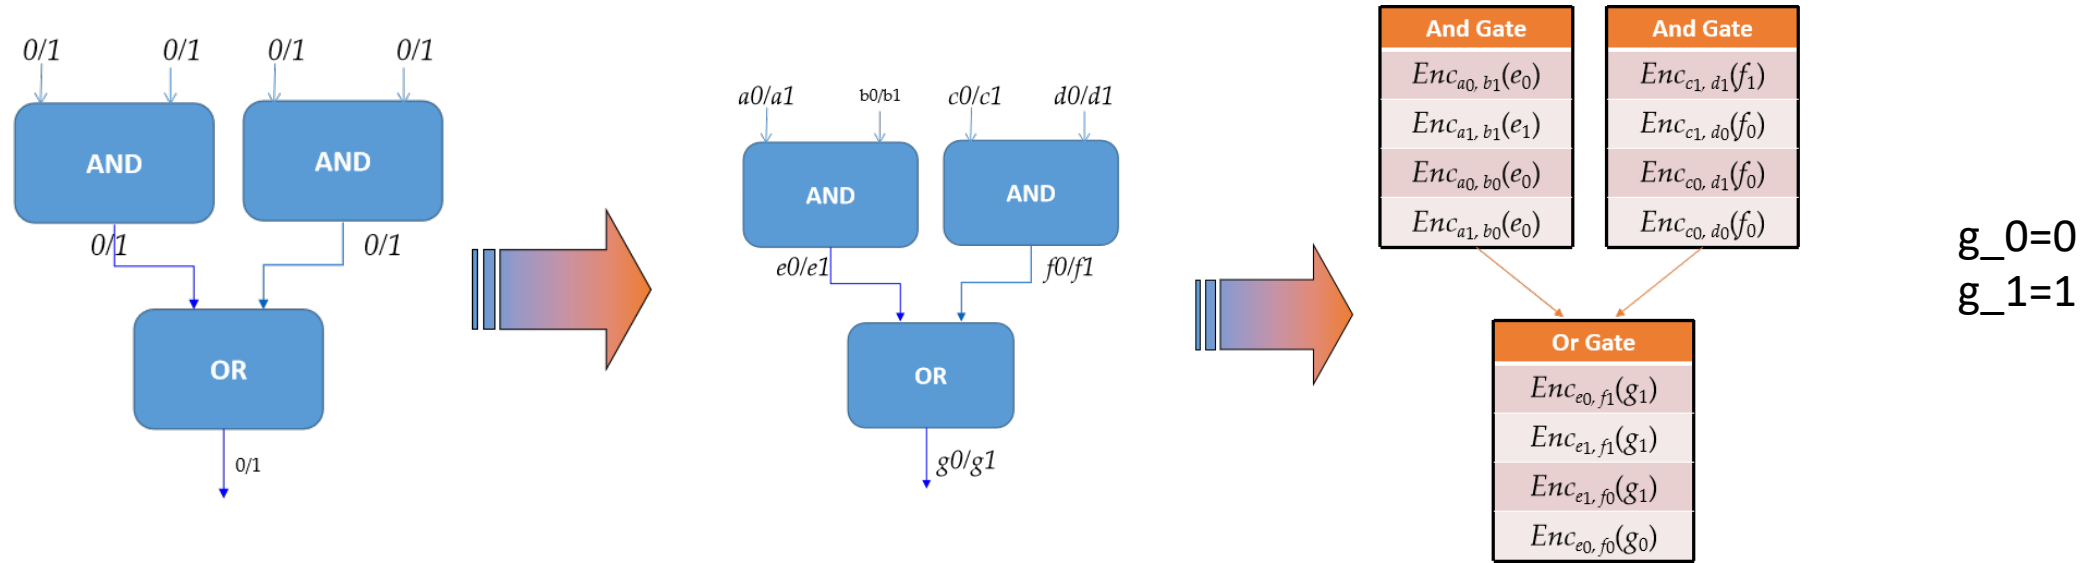 0/1 0/1 0/1 0/1
AND AND
0/1 0/1
OR
0/1
a0/a1 b0/b1 c0/c1 d0/d1
AND AND
e0/e1 f0/f1
OR
g0/g1
And Gate
Enc_{a0, b1}(e_0)
Enc_{a1, b1}(e_1)
Enc_{a0, b0}(e_0)
Enc_{a1, b0}(e_0)
And Gate
Enc_{c1, d1}(f_1)
Enc_{c1, d0}(f_0)
Enc_{c0, d1}(f_0)
Enc_{c0, d0}(f_0)
Or Gate
Enc_{e0, f1}(g_1)
Enc_{e1, f1}(g_1)
Enc_{e1, f0}(g_1)
Enc_{e0, f0}(g_0)
g_0=0
g_1=1